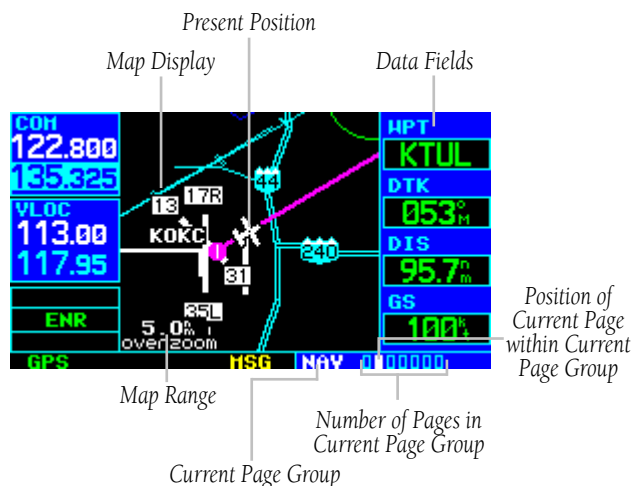 Present Position
Map Display
Data Fields
COM
122.800
135.325
VLOC
113.00
117.95
ENR
GPS
44
17R
13
KOKC
1
31
240
35L
5.0nm
overzoom
MSG
NAV
WPT
KTUL
DTK
053°M
DIS
95.7nm
GS
100kt
Position of
Current Page
within Current
Page Group
Map Range
Number of Pages in
Current Page Group
Current Page Group